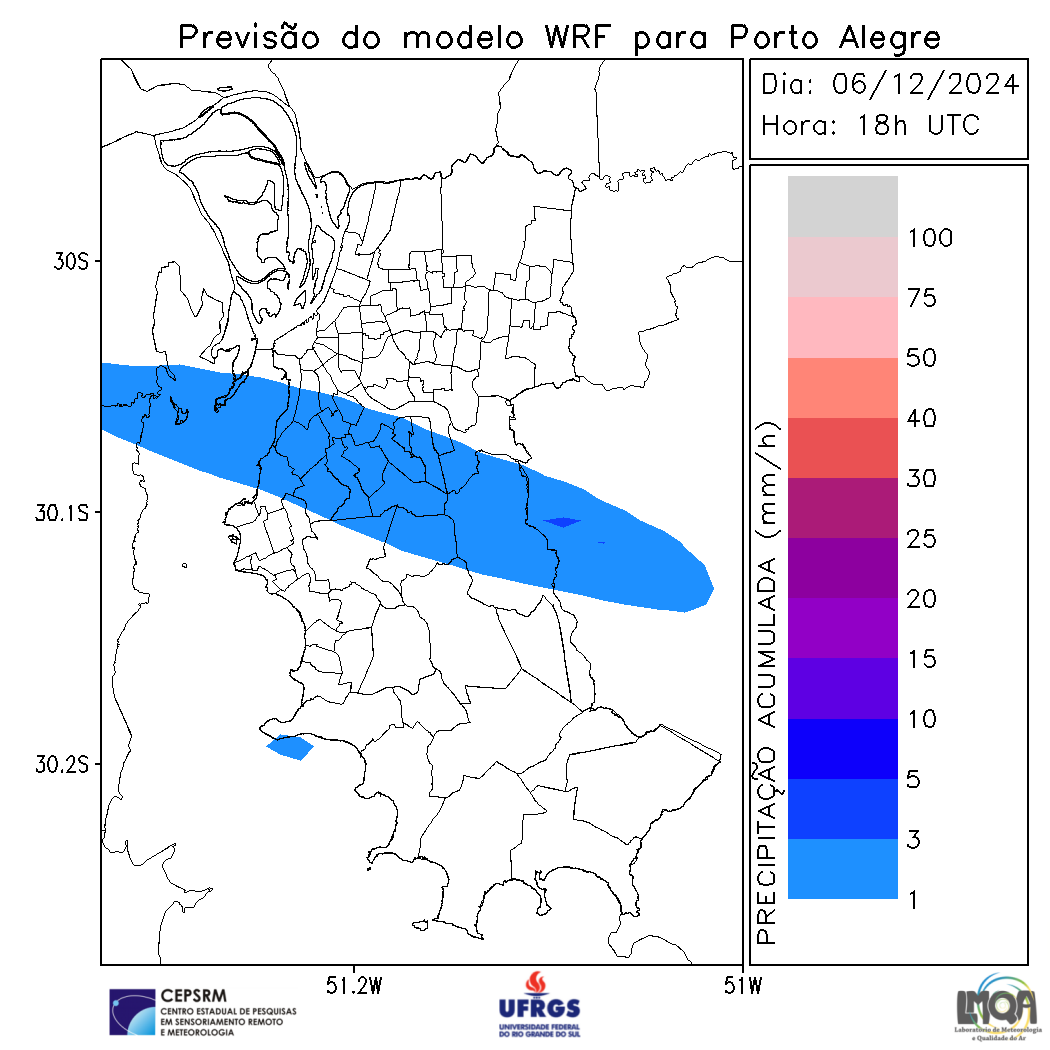 Previsão do modelo WRF para Porto Alegre
Dia: 06/12/2024
Hora: 18h UTC
30S
30.1S
30.2S
51.2W
51W
PRECIPITAÇÃO ACUMULADA (mm/h)
100
75
50
40
30
25
20
15
10
5
3
1
CEPSRM
CENTRO ESTADUAL DE PESQUISAS
EM SENSORIAMENTO REMOTO
E METEOROLOGIA
UFRGS
UNIVERSIDADE FEDERAL
DO RIO GRANDE DO SUL
LMQA
Laboratório de Meteorologia
e Qualidade do Ar